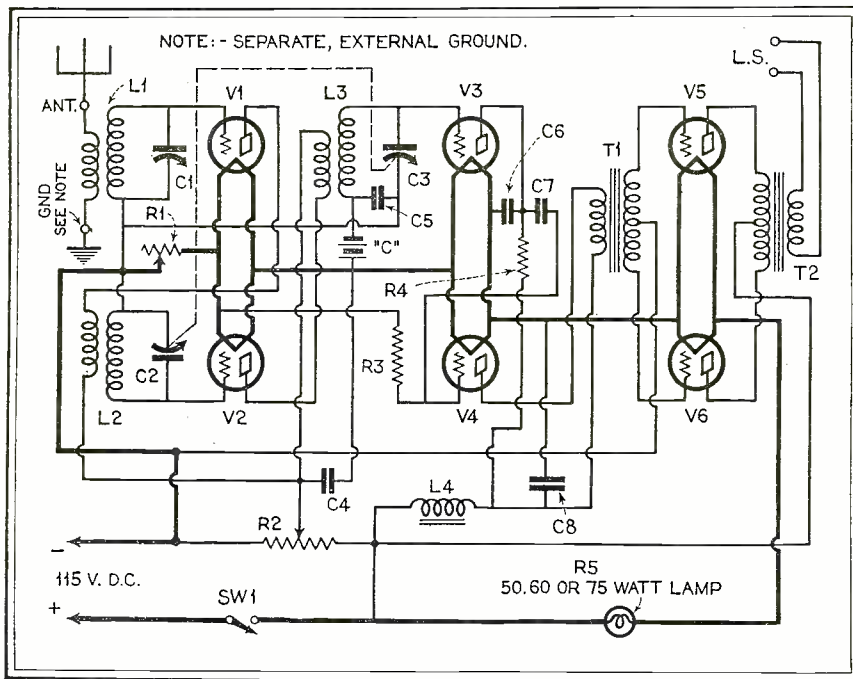 NOTE:- SEPARATE, EXTERNAL GROUND.
L.S.
L1
V1
L3
V3
V5
ANT.
C6
T1
C1
C3
C7
GND
SEE NOTE
R1
C5
"C"
R4
T2
R3
C2
L2
V2
V4
V6
C4
L4
C8
R2
-
115 V. D.C.
R5
50.60 OR 75 WATT LAMP
SW1
+